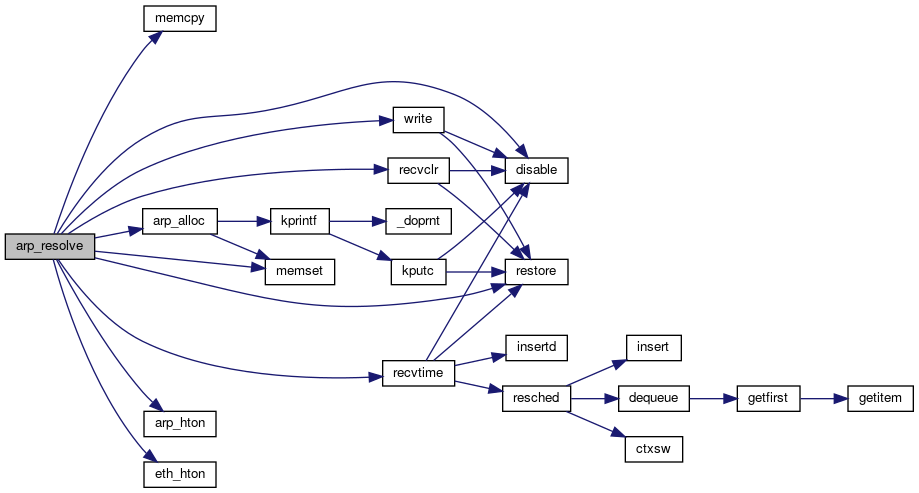 memcpy
write
disable
recvclr
arp_alloc
kprintf
_doprnt
arp_resolve
memset
kputc
restore
insertd
insert
recvtime
resched
dequeue
getfirst
getitem
arp_hton
ctxsw
eth_hton